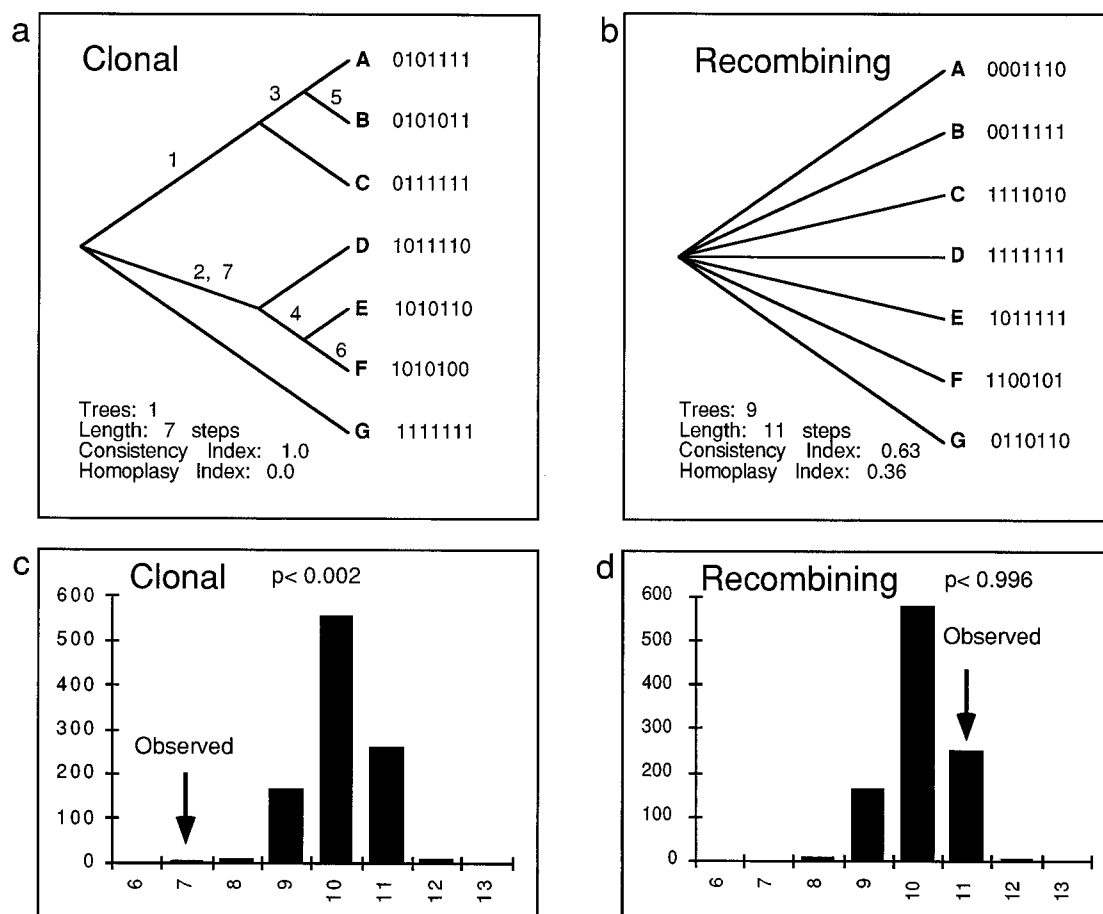 a
Clonal
A 0101111
3
5
B 0101011
1
C 0111111
D 1011110
2, 7
4
E 1010110
6
F 1010100
Trees: 1
Length: 7 steps
Consistency Index: 1.0
Homoplasy Index: 0.0
G 1111111
b
Recombining
A 0001110
B 0011111
C 1111010
D 1111111
E 1011111
F 1100101
Trees: 9
Length: 11 steps
Consistency Index: 0.63
Homoplasy Index: 0.36
G 0110110
c
Clonal p< 0.002
600
500
400
300
200
100
0
Observed
6 7 8 9 10 11 12 13
d
Recombining p< 0.996
600
500
400
300
200
100
0
Observed
6 7 8 9 10 11 12 13